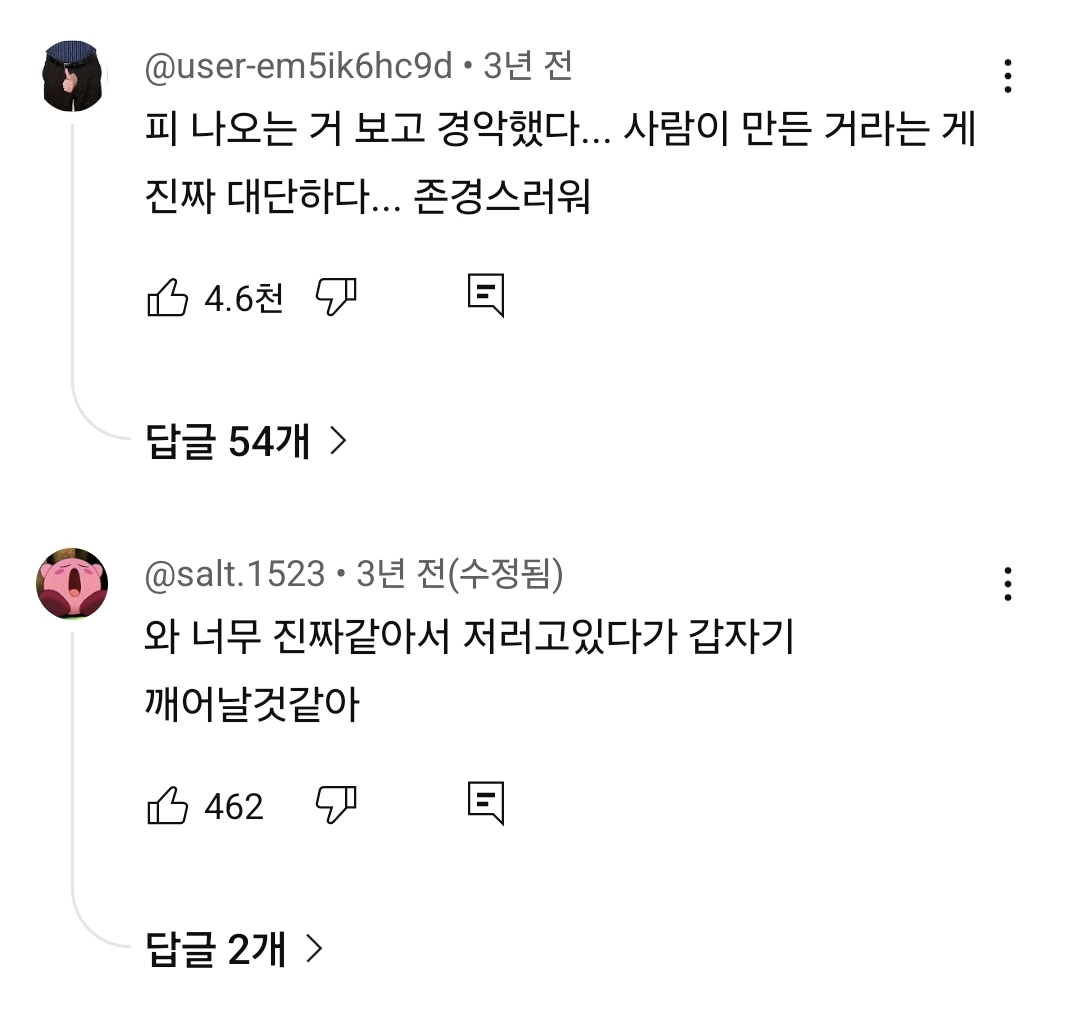 @user-em5ik6hc9d • 3년 전
피 나오는 거 보고 경악했다... 사람이 만든 거라는 게
진짜 대단하다... 존경스러워
4.6천
답글 54개
@salt.1523 • 3년 전(수정됨)
와 너무 진짜같아서 저러고있다가 갑자기
깨어날것같아
462
답글 2개